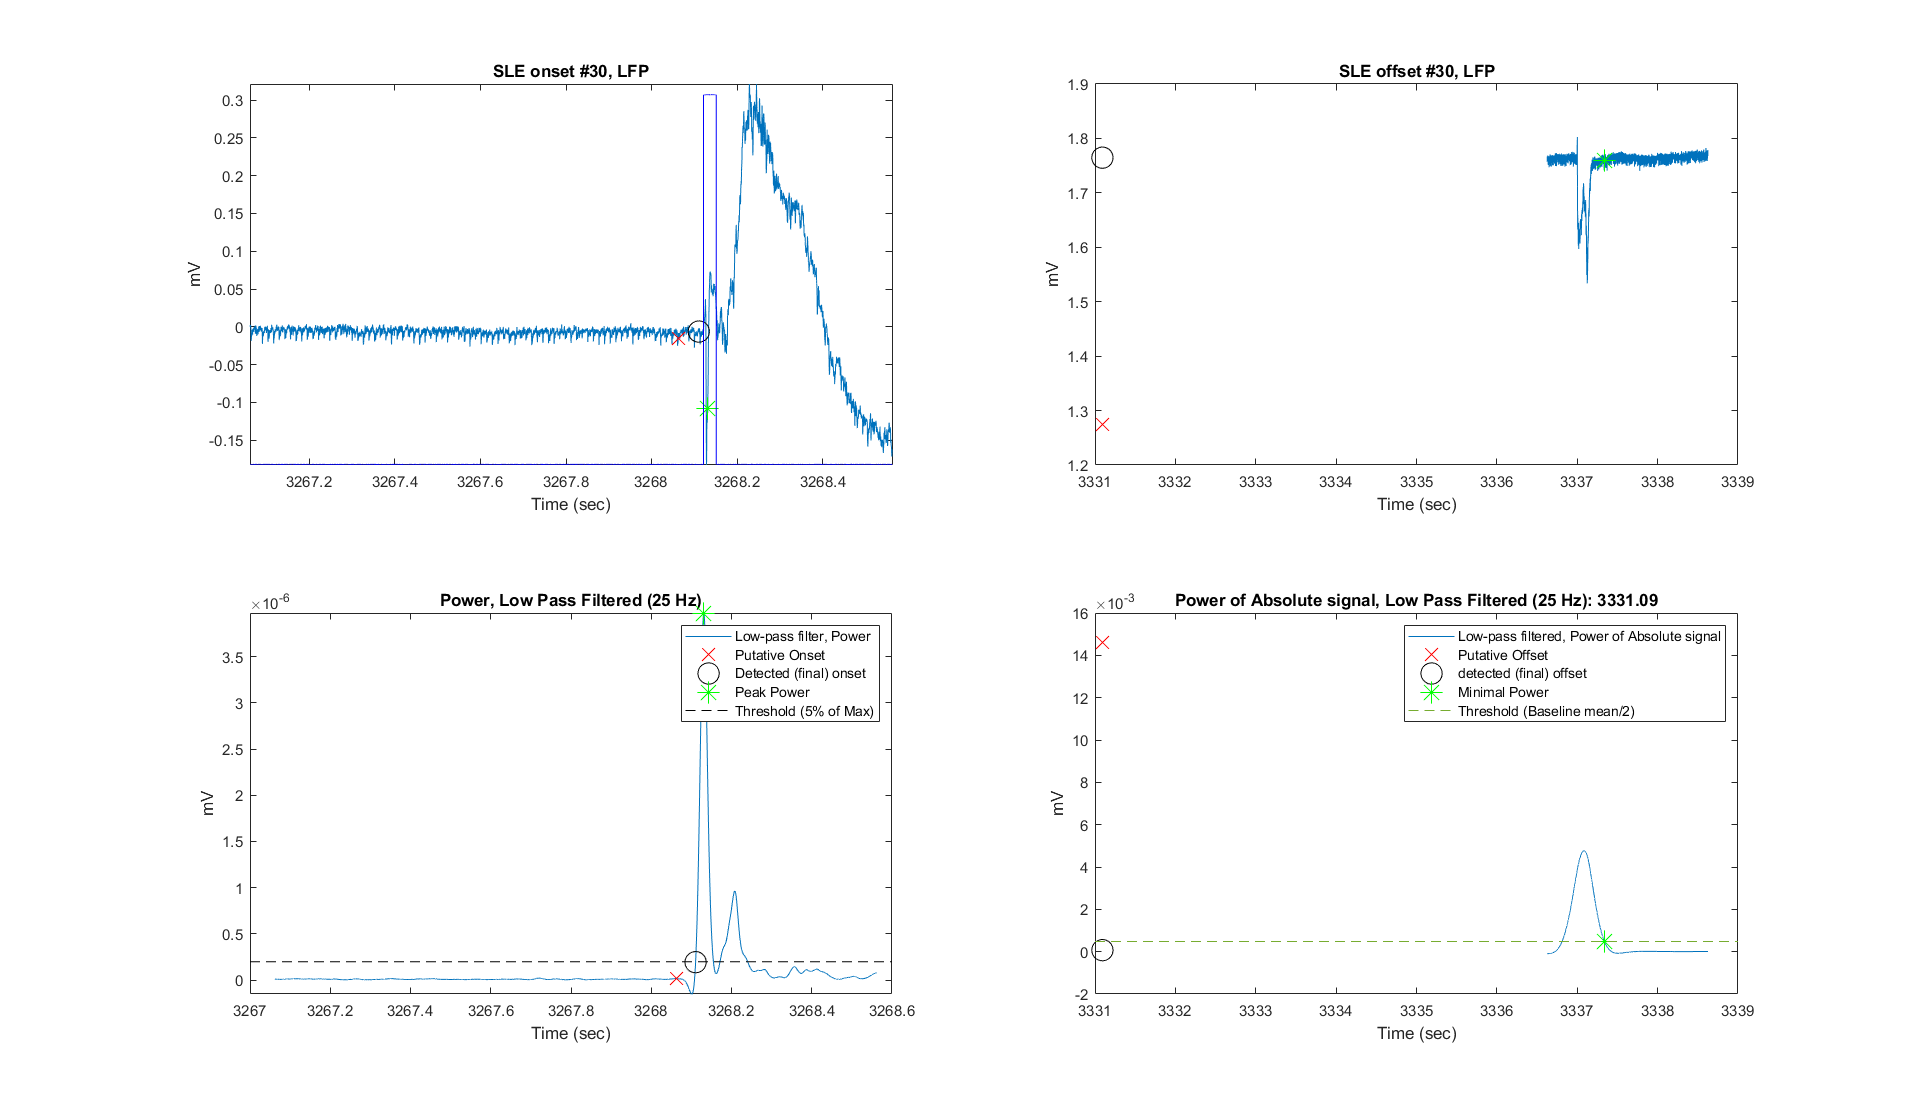 SLE onset #30, LFP
0.3
0.25
0.2
0.15
0.1
0.05
0
-0.05
-0.1
-0.15
mV
3267.2 3267.4 3267.6 3267.8 3268 3268.2 3268.4
Time (sec)
SLE offset #30, LFP
1.9
1.8
1.7
1.6
1.5
1.4
1.3
1.2
mV
3331 3332 3333 3334 3335 3336 3337 3338 3339
Time (sec)
Power, Low Pass Filtered (25 Hz)
×10-6
3.5
3
2.5
2
1.5
1
0.5
0
mV
Low-pass filter, Power
Putative Onset
Detected (final) onset
Peak Power
Threshold (5% of Max)
3267 3267.2 3267.4 3267.6 3267.8 3268 3268.2 3268.4 3268.6
Time (sec)
Power of Absolute signal, Low Pass Filtered (25 Hz): 3331.09
×10-3
16
14
12
10
8
6
4
2
0
-2
mV
Low-pass filtered, Power of Absolute signal
Putative Offset
detected (final) offset
Minimal Power
Threshold (Baseline mean/2)
3331 3332 3333 3334 3335 3336 3337 3338 3339
Time (sec)